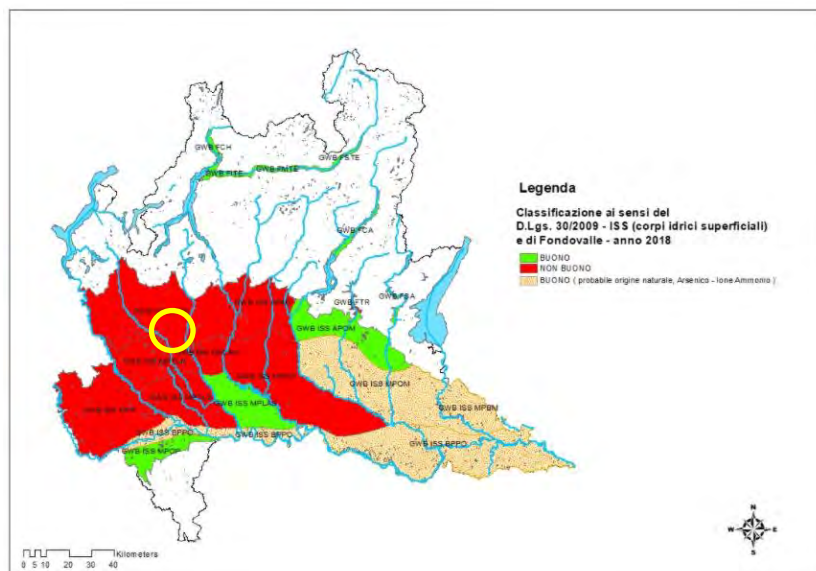 GWB FCH
GWB FSTE
GWB FITE
GWB FMTE
GWB FCA
GWB FTR
GWB FSA
GWB ISS APOM
GWB ISS MPOM
GWB ISS MPBM
GWB ISS MPLAS
GWB ISS BPPO
GWB ISS BPPO
GWB ISS BPPO
GWB ISS MPOP
Legenda
Classificazione ai sensi del
D.Lgs. 30/2009 - ISS (corpi idrici superficiali)
e di Fondovalle - anno 2018
BUONO
NON BUONO
BUONO ( probabile origine naturale, Arsenico - Ione Ammonio )
N
W E
S
0 5 10 20 30 40
Kilometers